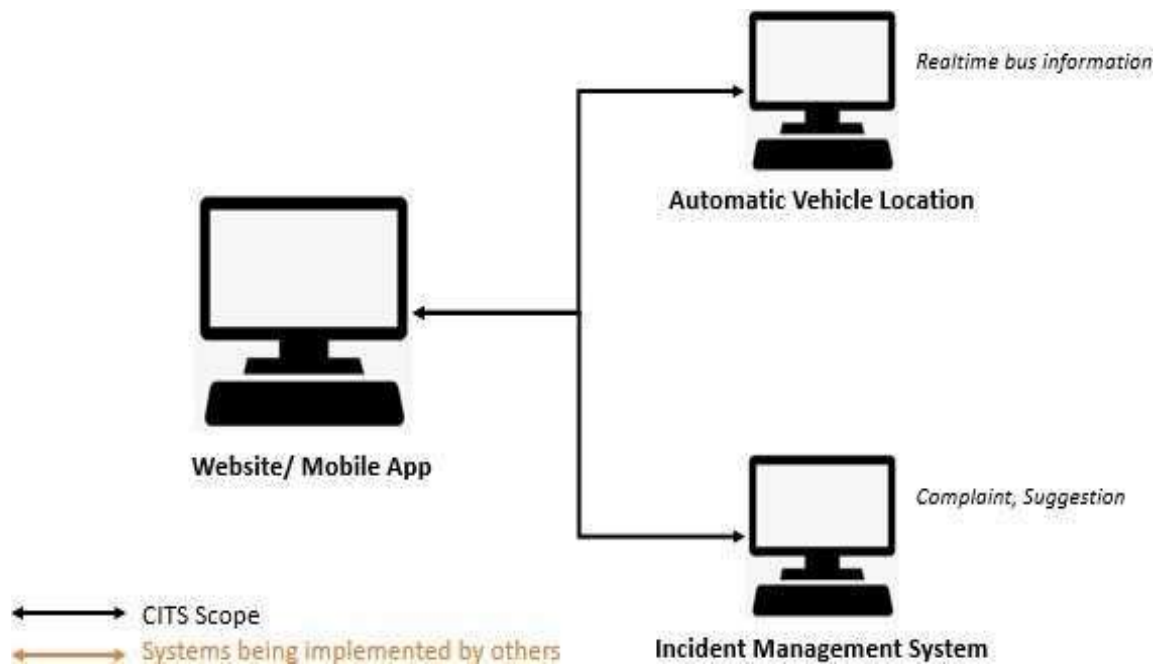 Realtime bus information
Automatic Vehicle Location
Website/ Mobile App
Complaint, Suggestion
Incident Management System
CITS Scope
Systems being implemented by others